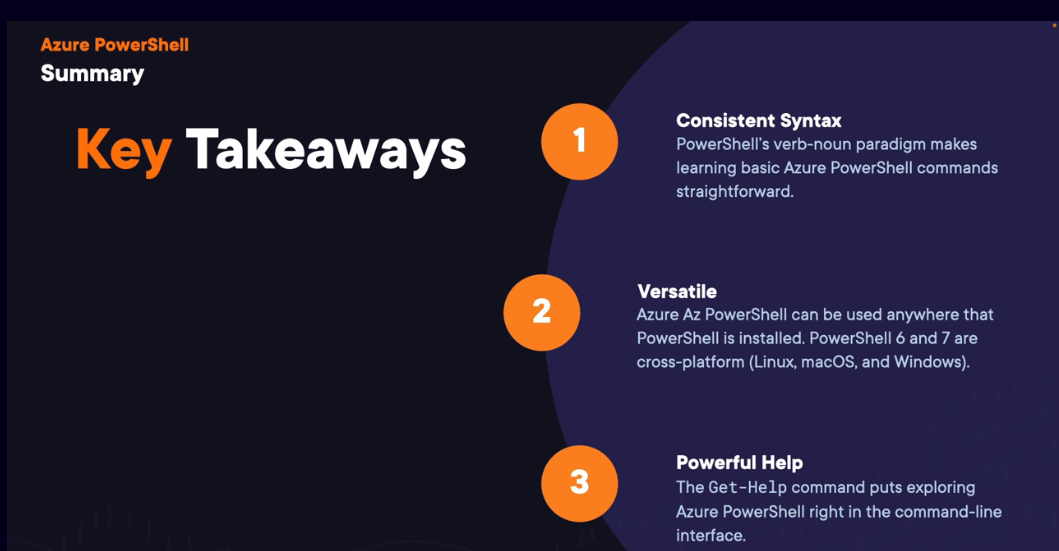 Azure PowerShell
Summary
Key Takeaways
1
Consistent Syntax
PowerShell's verb-noun paradigm makes
learning basic Azure PowerShell commands
straightforward.
2
Versatile
Azure Az PowerShell can be used anywhere that
PowerShell is installed. PowerShell 6 and 7 are
cross-platform (Linux, macOS, and Windows).
3
Powerful Help
The Get-Help command puts exploring
Azure PowerShell right in the command-line
interface.